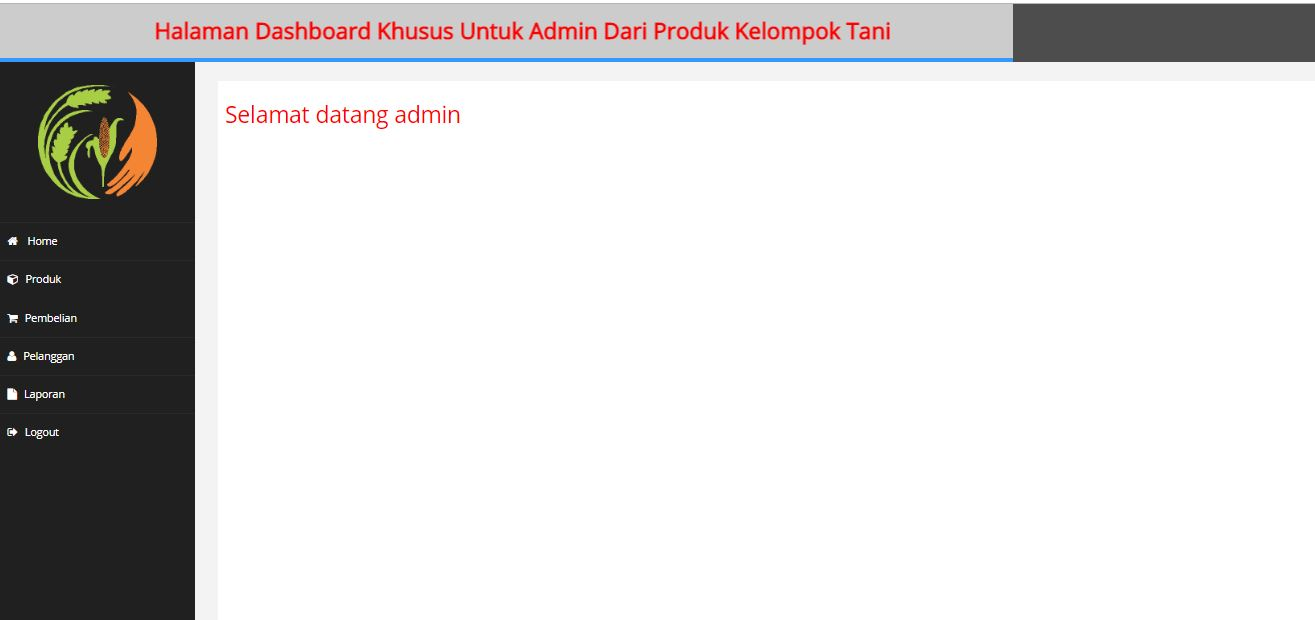 Halaman Dashboard Khusus Untuk Admin Dari Produk Kelompok Tani
Selamat datang admin
Home
Produk
Pembelian
Pelanggan
Laporan
Logout